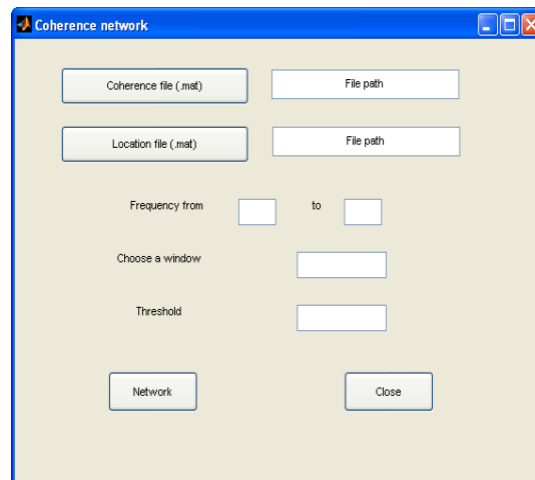 Coherence network
Coherence file (.mat) File path
Location file (.mat) File path
Frequency from to
Choose a window
Threshold
Network Close